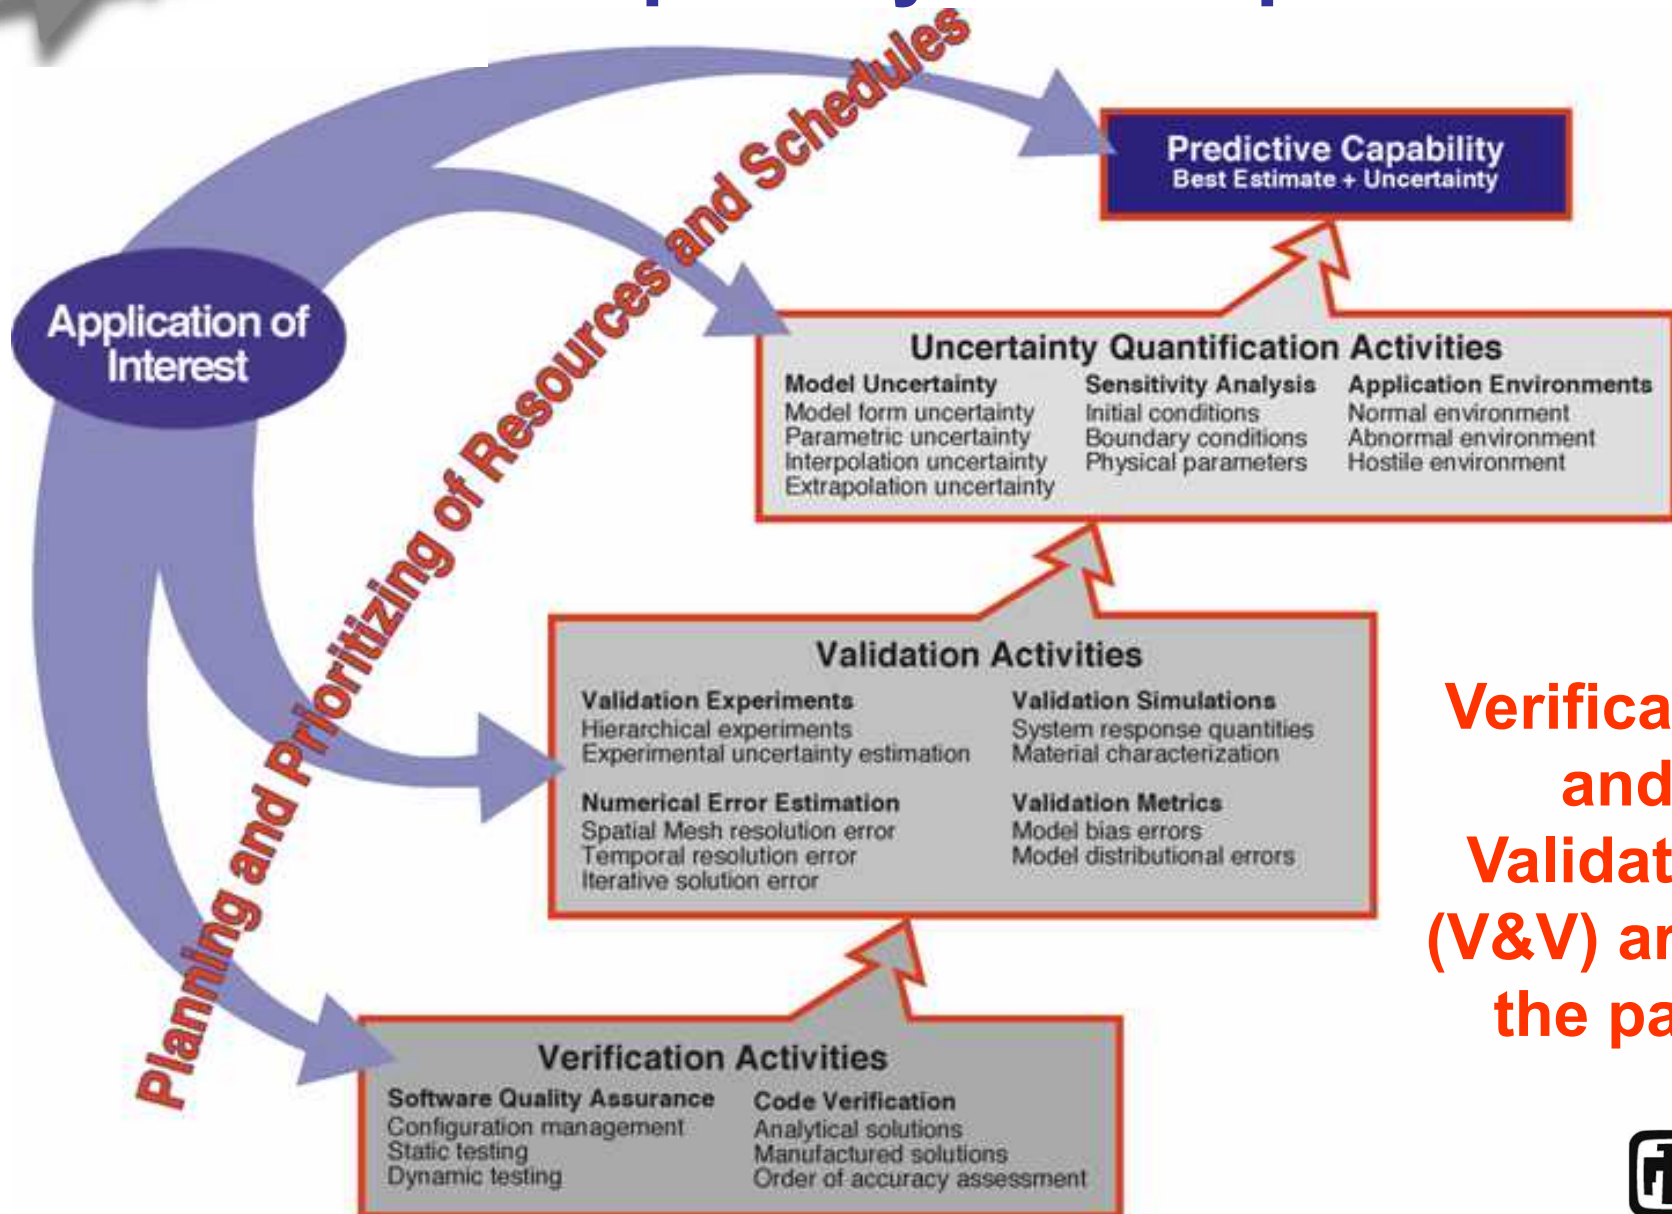 Planning and Prioritizing of Resources and Schedules
Predictive Capability
Best Estimate + Uncertainty
Application of
Interest
Uncertainty Quantification Activities
Model Uncertainty
Model form uncertainty
Parametric uncertainty
Interpolation uncertainty
Extrapolation uncertainty
Sensitivity Analysis
Initial conditions
Boundary conditions
Physical parameters
Application Environments
Normal environment
Abnormal environment
Hostile environment
Validation Activities
Validation Experiments
Hierarchical experiments
Experimental uncertainty estimation
Validation Simulations
System response quantities
Material characterization
Numerical Error Estimation
Spatial Mesh resolution error
Temporal resolution error
Iterative solution error
Validation Metrics
Model bias errors
Model distributional errors
Verifica
and
Validat
(V&V) ar
the pa
Verification Activities
Software Quality Assurance
Configuration management
Static testing
Dynamic testing
Code Verification
Analytical solutions
Manufactured solutions
Order of accuracy assessment